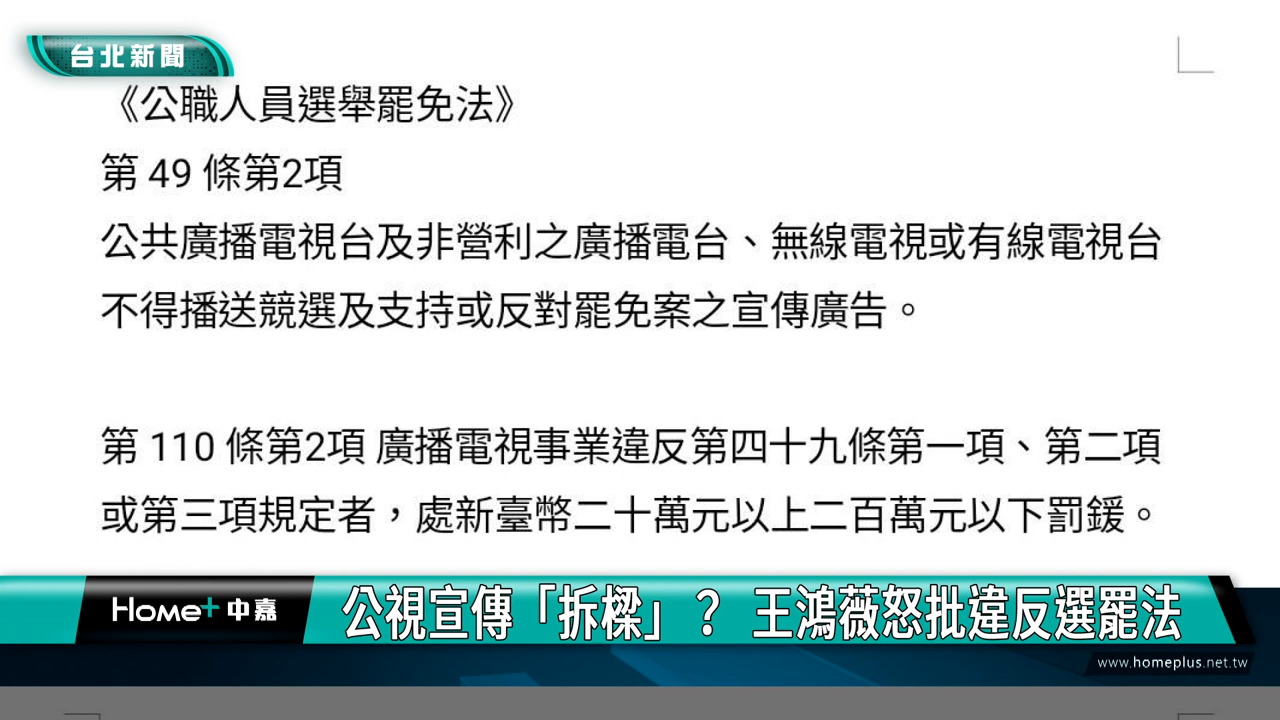 台北新聞
《公職人員選舉罷免法》
第 49 條第2項
公共廣播電視台及非營利之廣播電台、無線電視或有線電視台
不得播送競選及支持或反對罷免案之宣傳廣告。
第 110 條第2項 廣播電視事業違反第四十九條第一項、第二項
或第三項規定者，處新臺幣二十萬元以上二百萬元以下罰鍰。
Home+ 中嘉
公視宣傳「拆樑」？ 王鴻薇怒批違反選罷法
www.homeplus.net.tw